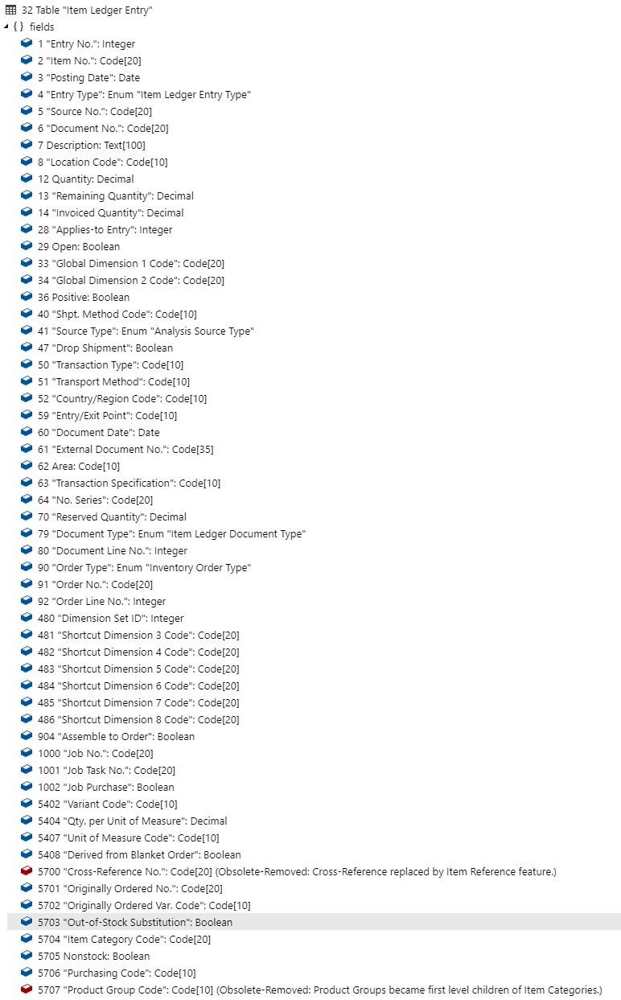 32 Table "Item Ledger Entry"
{ } fields
1 "Entry No.": Integer
2 "Item No.": Code[20]
3 "Posting Date": Date
4 "Entry Type": Enum "Item Ledger Entry Type"
5 "Source No.": Code[20]
6 "Document No.": Code[20]
7 Description: Text[100]
8 "Location Code": Code[10]
12 Quantity: Decimal
13 "Remaining Quantity": Decimal
14 "Invoiced Quantity": Decimal
28 "Applies-to Entry": Integer
29 Open: Boolean
33 "Global Dimension 1 Code": Code[20]
34 "Global Dimension 2 Code": Code[20]
36 Positive: Boolean
40 "Shpt. Method Code": Code[10]
41 "Source Type": Enum "Analysis Source Type"
47 "Drop Shipment": Boolean
50 "Transaction Type": Code[10]
51 "Transport Method": Code[10]
52 "Country/Region Code": Code[10]
59 "Entry/Exit Point": Code[10]
60 "Document Date": Date
61 "External Document No.": Code[35]
62 Area: Code[10]
63 "Transaction Specification": Code[10]
64 "No. Series": Code[20]
70 "Reserved Quantity": Decimal
79 "Document Type": Enum "Item Ledger Document Type"
80 "Document Line No.": Integer
90 "Order Type": Enum "Inventory Order Type"
91 "Order No.": Code[20]
92 "Order Line No.": Integer
480 "Dimension Set ID": Integer
481 "Shortcut Dimension 3 Code": Code[20]
482 "Shortcut Dimension 4 Code": Code[20]
483 "Shortcut Dimension 5 Code": Code[20]
484 "Shortcut Dimension 6 Code": Code[20]
485 "Shortcut Dimension 7 Code": Code[20]
486 "Shortcut Dimension 8 Code": Code[20]
904 "Assemble to Order": Boolean
1000 "Job No.": Code[20]
1001 "Job Task No.": Code[20]
1002 "Job Purchase": Boolean
5402 "Variant Code": Code[10]
5404 "Qty. per Unit of Measure": Decimal
5407 "Unit of Measure Code": Code[10]
5408 "Derived from Blanket Order": Boolean
5700 "Cross-Reference No.": Code[20] (Obsolete-Removed: Cross-Reference replaced by Item Reference feature.)
5701 "Originally Ordered No.": Code[20]
5702 "Originally Ordered Var. Code": Code[10]
5703 "Out-of-Stock Substitution": Boolean
5704 "Item Category Code": Code[20]
5705 Nonstock: Boolean
5706 "Purchasing Code": Code[10]
5707 "Product Group Code": Code[10] (Obsolete-Removed: Product Groups became first level children of Item Categories.)